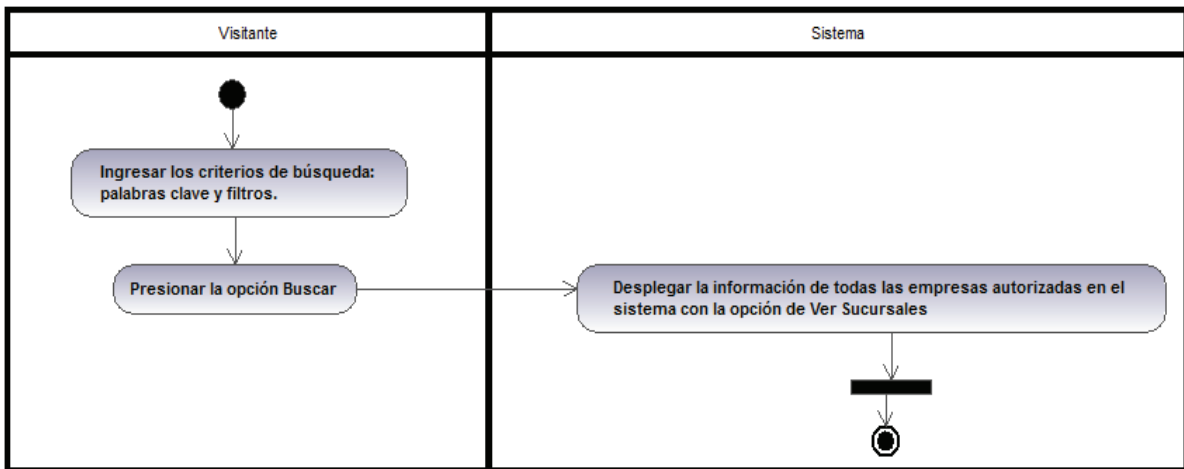 Visitante
Sistema
Ingresar los criterios de búsqueda:
palabras clave y filtros.
Presionar la opción Buscar
Desplegar la información de todas las empresas autorizadas en el
sistema con la opción de Ver Sucursales